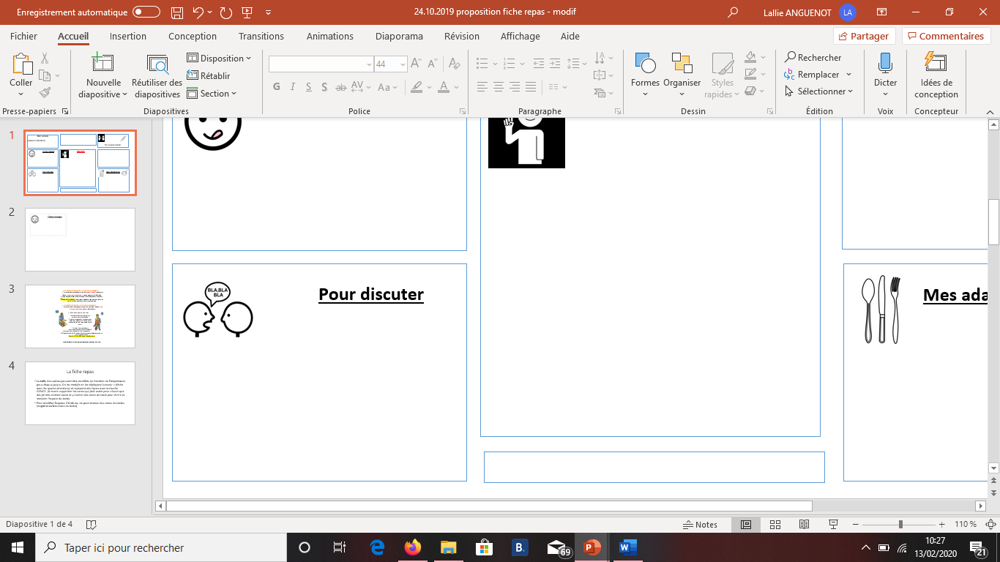 Enregistrement automatique
24.10.2019 proposition fiche repas - modif
Lallie ANGUENOT
LA
Fichier Accueil Insertion Conception Transitions Animations Diaporama Révision Affichage Aide
Partager
Commentaires
Coller
Nouvelle diapositive
Réutiliser des diapositives
Disposition
Rétablir
Section
44
G I S S ab AV Aa A
Formes
Organiser
Styles rapides
Rechercher
Remplacer
Sélectionner
Dicter
Idées de conception
Presse-papiers
Diapositives
Police
Paragraphe
Dessin
Édition
Voix
Concepteur
1
2
3
4
La fiche repas
BLA,BLA
BLA
Pour discuter
Mes ada
Diapositive 1 de 4
Notes
110 %
Taper ici pour rechercher
B.
69
10:27
13/02/2020
21